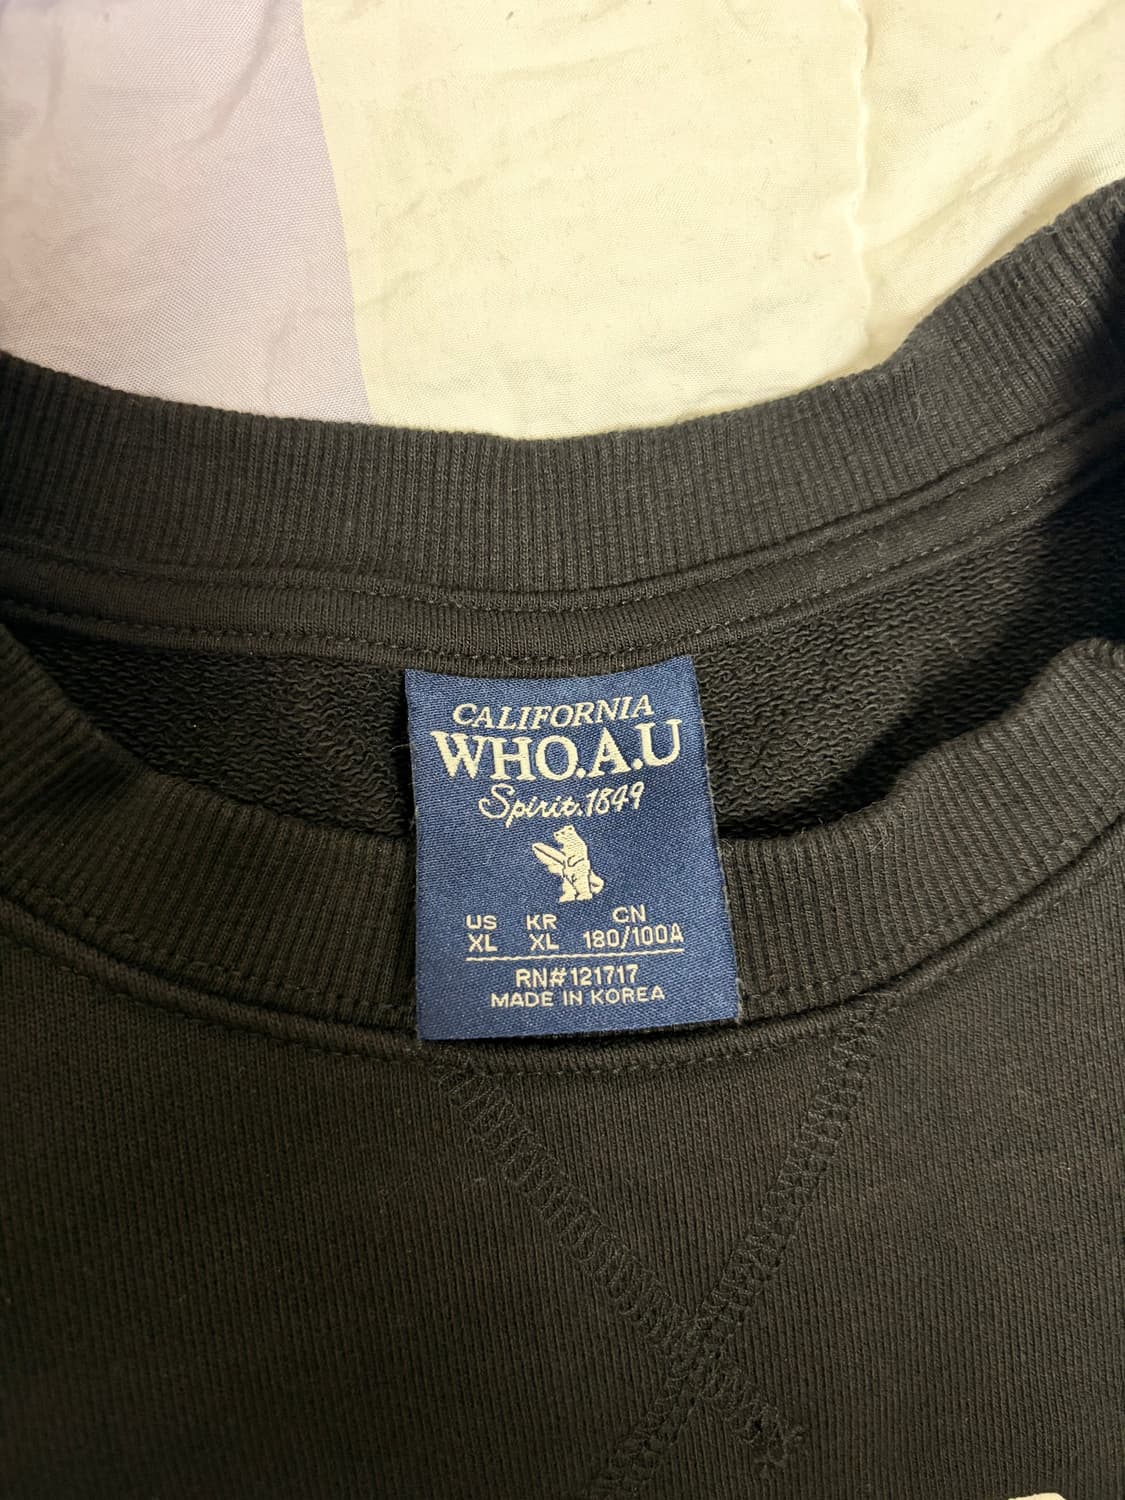 CALIFORNIA
WHO.A.U
Spirit.1849
US KR CN
XL XL 180/100A
RN#121717
MADE IN KOREA